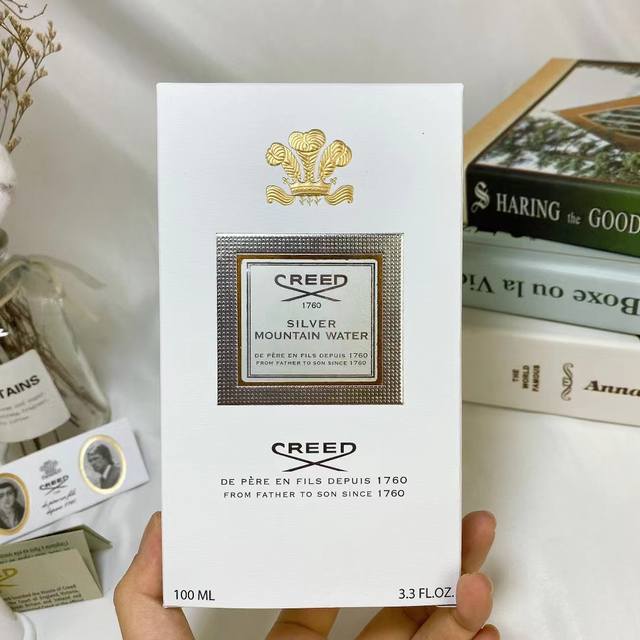 CREED
1760
SILVER
MOUNTAIN WATER
DE PÈRE EN FILS DEPUIS 1760
FROM FATHER TO SON SINCE 1760
CREED
DE PÈRE EN FILS DEPUIS 1760
FROM FATHER TO SON SINCE 1760
100 ML
3.3 FL.OZ.
SHARING the GOOD
Boxe ou la Vi
THE WORLD FAMOUS
Anna
TAINS
CREED
depuis 1760